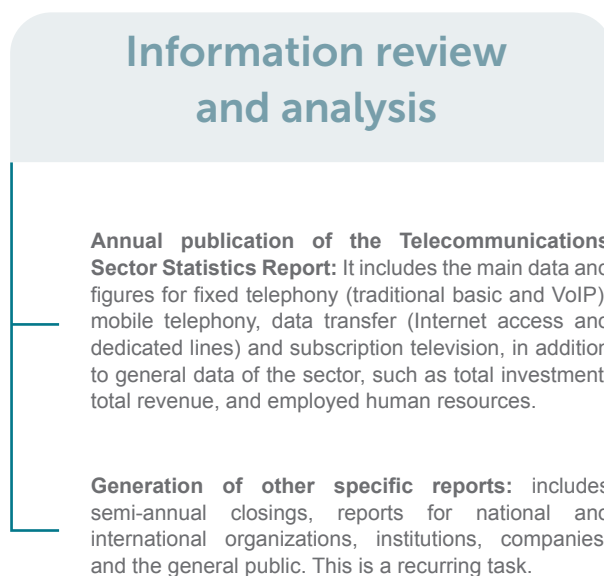 Information review
and analysis
Annual publication of the Telecommunications
Sector Statistics Report: It includes the main data and
figures for fixed telephony (traditional basic and VoIP)
mobile telephony, data transfer (Internet access and
dedicated lines) and subscription television, in addition
to general data of the sector, such as total investment
total revenue, and employed human resources.
Generation of other specific reports: includes
semi-annual closings, reports for national and
international organizations, institutions, companies
and the general public. This is a recurring task.